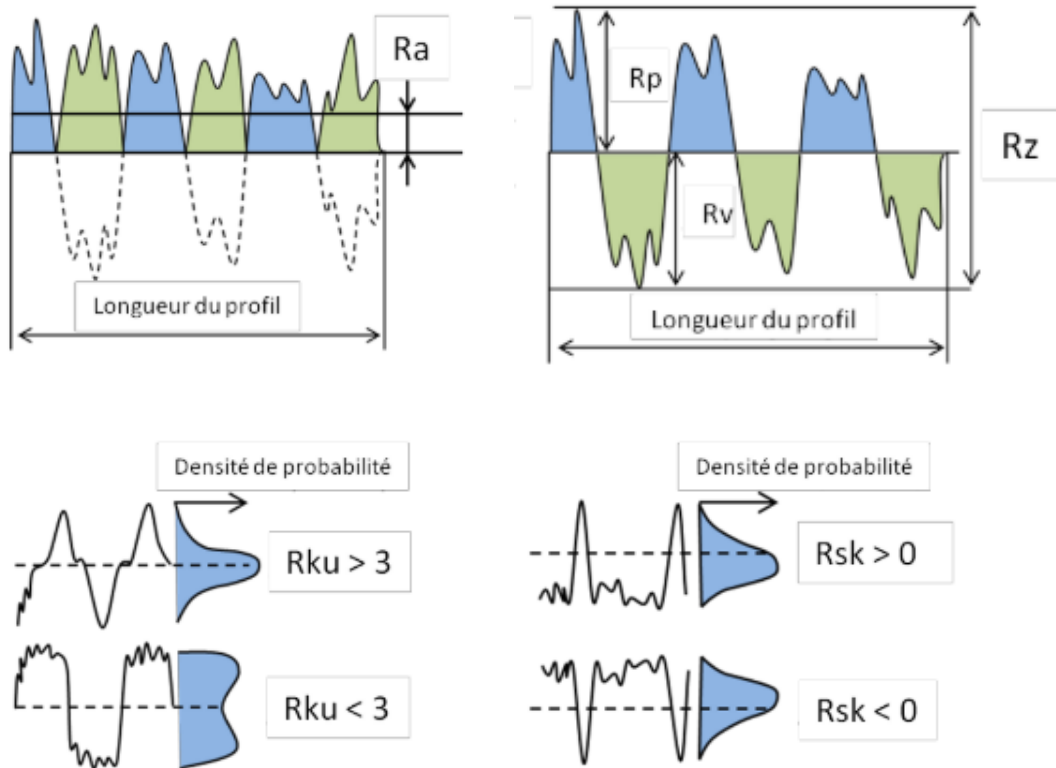 Ra
Rp
Rz
Rv
Longueur du profil
Longueur du profil
Densité de probabilité
Densité de probabilité
Rku > 3
Rsk > 0
Rku < 3
Rsk < 0